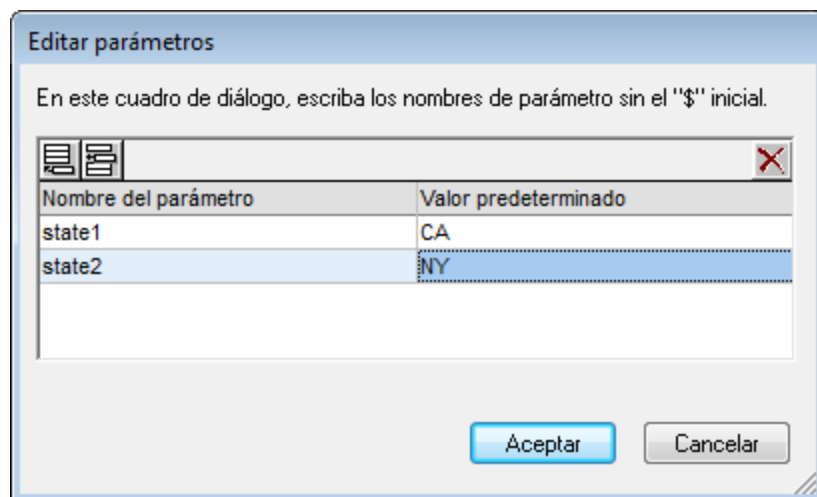 Editar parámetros
En este cuadro de diálogo, escriba los nombres de parámetro sin el "$" inicial.
Nombre del parámetro Valor predeterminado
state1 CA
state2 NY
Aceptar Cancelar